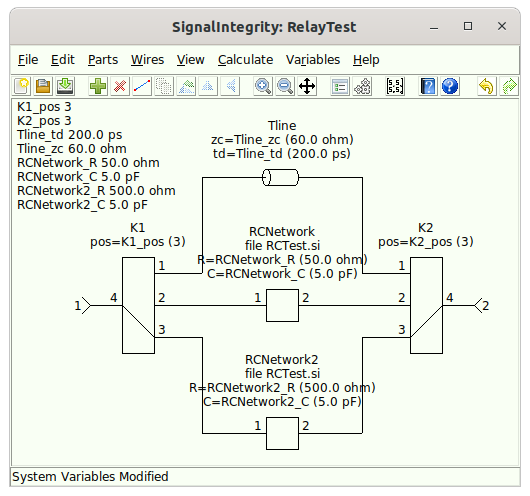 SignalIntegrity: RelayTest
File Edit Parts Wires View Calculate Variables Help
K1_pos 3
K2_pos 3
Tline_td 200.0 ps
Tline_zc 60.0 ohm
RCNetwork_R 50.0 ohm
RCNetwork_C 5.0 pF
RCNetwork2_R 500.0 ohm
RCNetwork2_C 5.0 pF
Tline
zc=Tline_zc (60.0 ohm)
td=Tline_td (200.0 ps)
K1
pos=K1_pos (3)
RCNetwork
file RCTest.si
R=RCNetwork_R (50.0 ohm)
C=RCNetwork_C (5.0 pF)
K2
pos=K2_pos (3)
1 1
1 4 2 1 2 2 4 2
3 3
RCNetwork2
file RCTest.si
R=RCNetwork2_R (500.0 ohm)
C=RCNetwork2_C (5.0 pF)
1 2
System Variables Modified